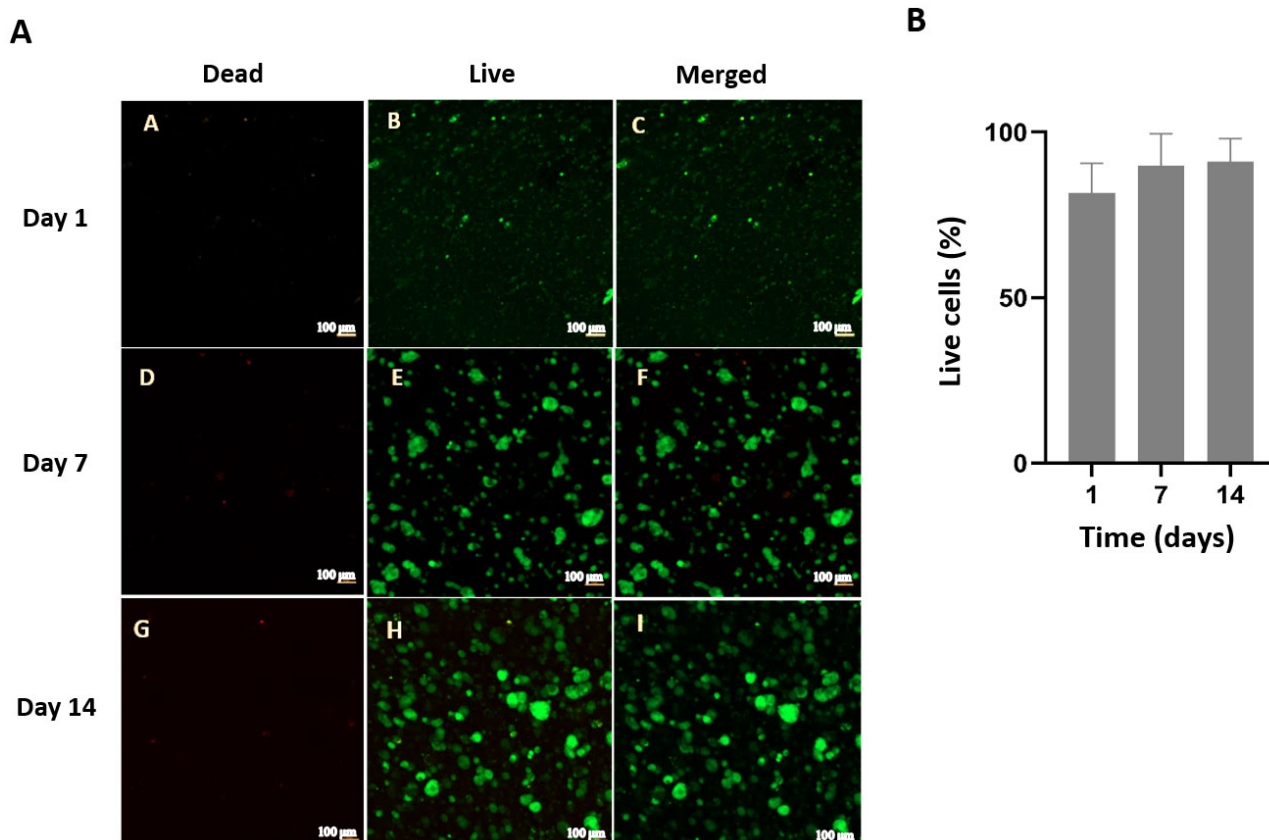 A
Dead Live Merged
Day 1
A B C
100 µm 100 µm 100 µm
Day 7
D E F
100 µm 100 µm 100 µm
Day 14
G H I
100 µm 100 µm 100 µm
B
Live cells (%)
100
50
0
1 7 14
Time (days)